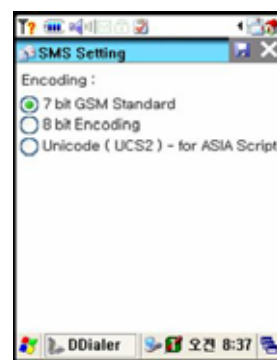 SMS Setting
Encoding :
7 bit GSM Standard
8 bit Encoding
Unicode ( UCS2 ) - for ASIA Script
DDialer
오전 8:37